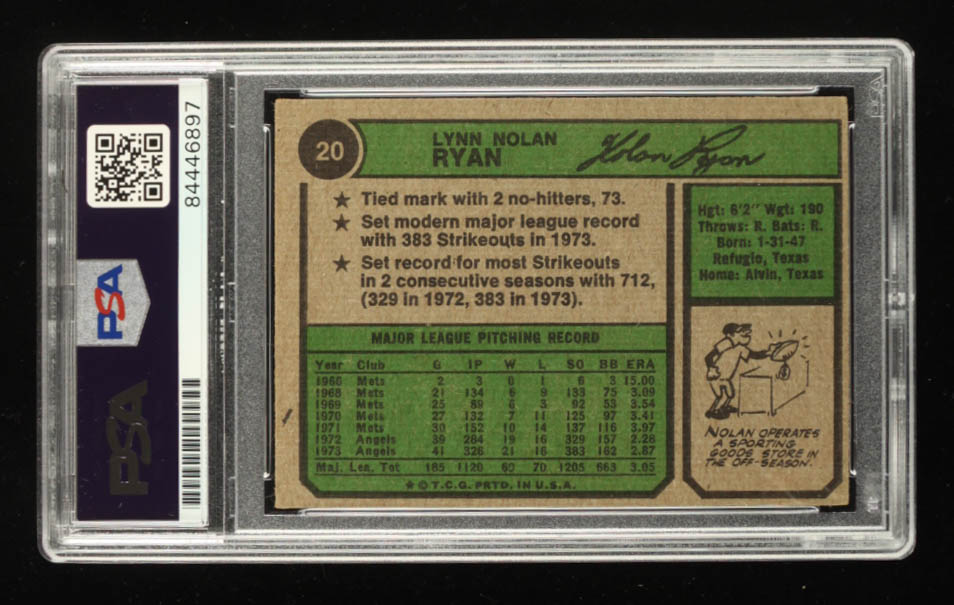 PSA
84446897
PSA
20
LYNN NOLAN
RYAN
Nolan Ryan
★ Tied mark with 2 no-hitters, 73.
★ Set modern major league record
with 383 Strikeouts in 1973.
★ Set record for most Strikeouts
in 2 consecutive seasons with 712,
(329 in 1972, 383 in 1973).
Hgt: 6'2" Wgt: 190
Throws: R. Bats: R.
Born: 1-31-47
Refugio, Texas
Home: Alvin, Texas
MAJOR LEAGUE PITCHING RECORD
Year Club G IP W L SO BB ERA
1966 Mets 2 3 0 1 6 3 15.00
1968 Mets 21 134 6 9 133 75 3.09
1969 Mets 25 89 6 3 92 53 3.54
1970 Mets 27 132 7 11 125 97 3.41
1971 Mets 30 152 10 14 137 116 3.97
1972 Angels 39 284 19 16 329 157 2.28
1973 Angels 41 326 21 16 383 162 2.87
Maj. Lea. Tot 185 1120 69 70 1205 663 3.05
★ © T.C.G. PRTD. IN U.S.A.
NOLAN OPERATES
A SPORTING
GOODS STORE IN
THE OFF-SEASON.